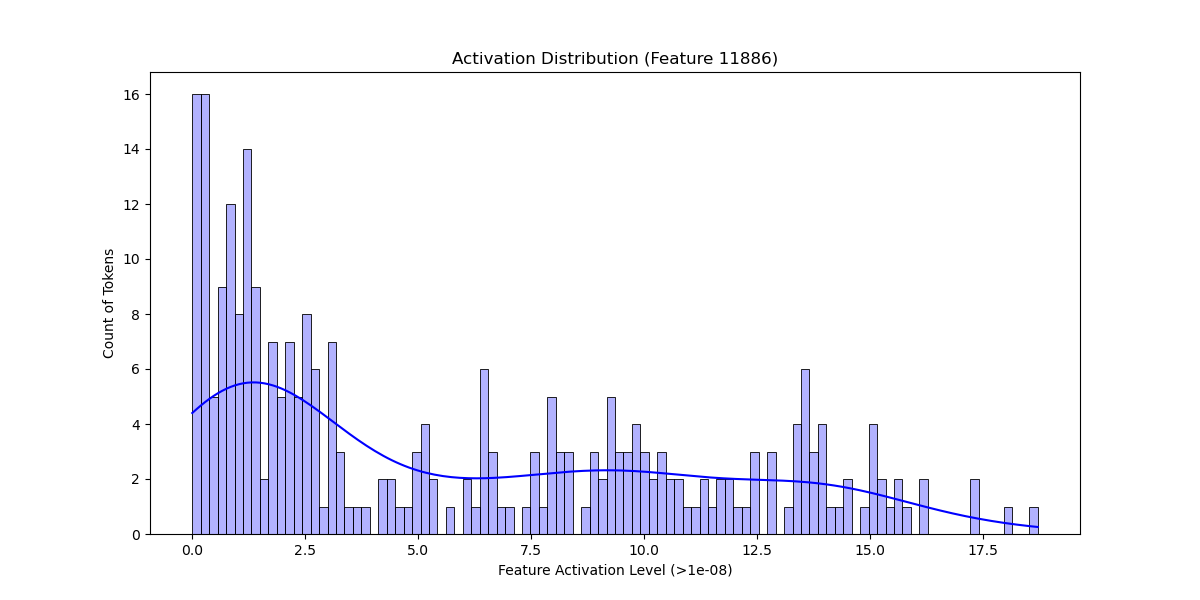 Activation Distribution (Feature 11886)
16
14
12
10
8
6
4
2
0
Count of Tokens
0.0 2.5 5.0 7.5 10.0 12.5 15.0 17.5
Feature Activation Level (>1e-08)